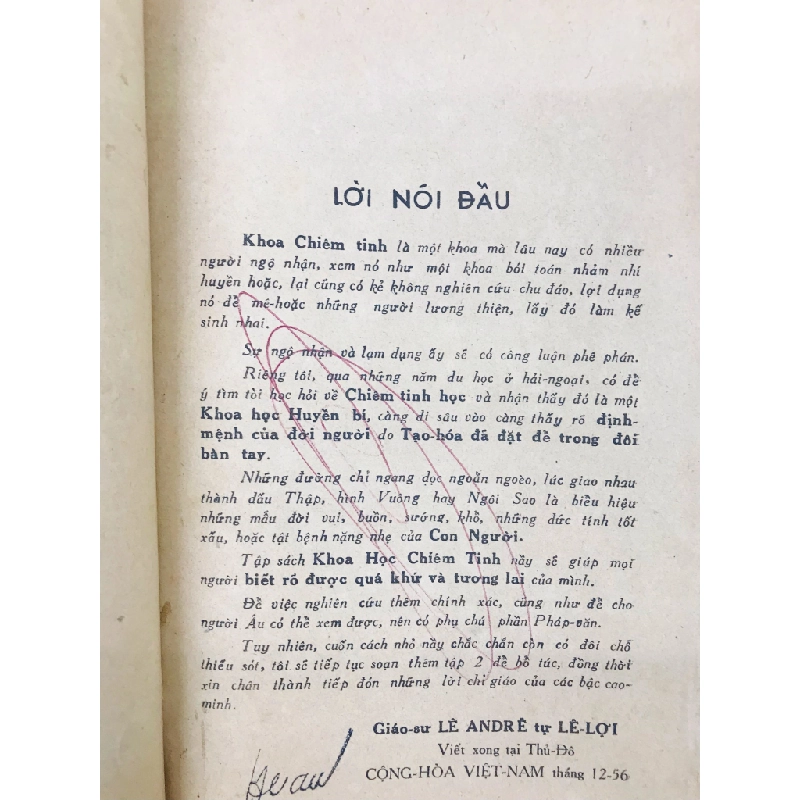 LỜI NÓI ĐẦU
Khoa Chiêm tinh là một khoa mà lâu nay có nhiều
người ngộ nhận, xem nó như một khoa bói toán nhảm nhí
huyền hoặc, lại cũng có kẻ không nghiên cứu chu đáo, lợi dụng
nó để mê-hoặc những người lương thiện, lấy đó làm kế
sinh nhai.
Sự ngộ nhận và lạm dụng ấy sẽ có công luận phê phán.
Riêng tôi, qua những năm du học ở hải-ngoại, có để
ý tìm tòi học hỏi về Chiêm tinh học và nhận thấy đó là một
Khoa học Huyền bí, càng đi sâu vào càng thấy rõ định-
mệnh của đời người do Tạo-hóa đã đặt để trong đôi
bàn tay.
Những đường chỉ ngang dọc ngoằn ngoèo, lúc giao nhau
thành dấu Thập, hình Vuông hay Ngôi Sao là biểu hiệu
những mẫu đời vui, buồn, sướng, khổ, những đức tính tốt
xấu, hoặc tật bệnh nặng nhẹ của Con Người.
Tập sách Khoa Học Chiêm Tinh nầy sẽ giúp mọi
người biết rõ được quá khứ và tương lai của mình.
Để việc nghiên cứu thêm chính xác, cũng như để cho
người Âu có thể xem được, nên có phụ chú phần Pháp-văn.
Tuy nhiên, cuốn cách nhỏ nầy chắc chắn còn có đôi chỗ
thiếu sót, tôi sẽ tiếp tục soạn thêm tập 2 để bổ túc, đồng thời
xin chân thành tiếp đón những lời chỉ giáo của các bậc cao-
minh.
Giáo-sư LÊ ANDRÊ tự LÊ-LỢI
Viết xong tại Thủ-Đô
CỘNG-HÒA VIỆT-NAM tháng 12-56